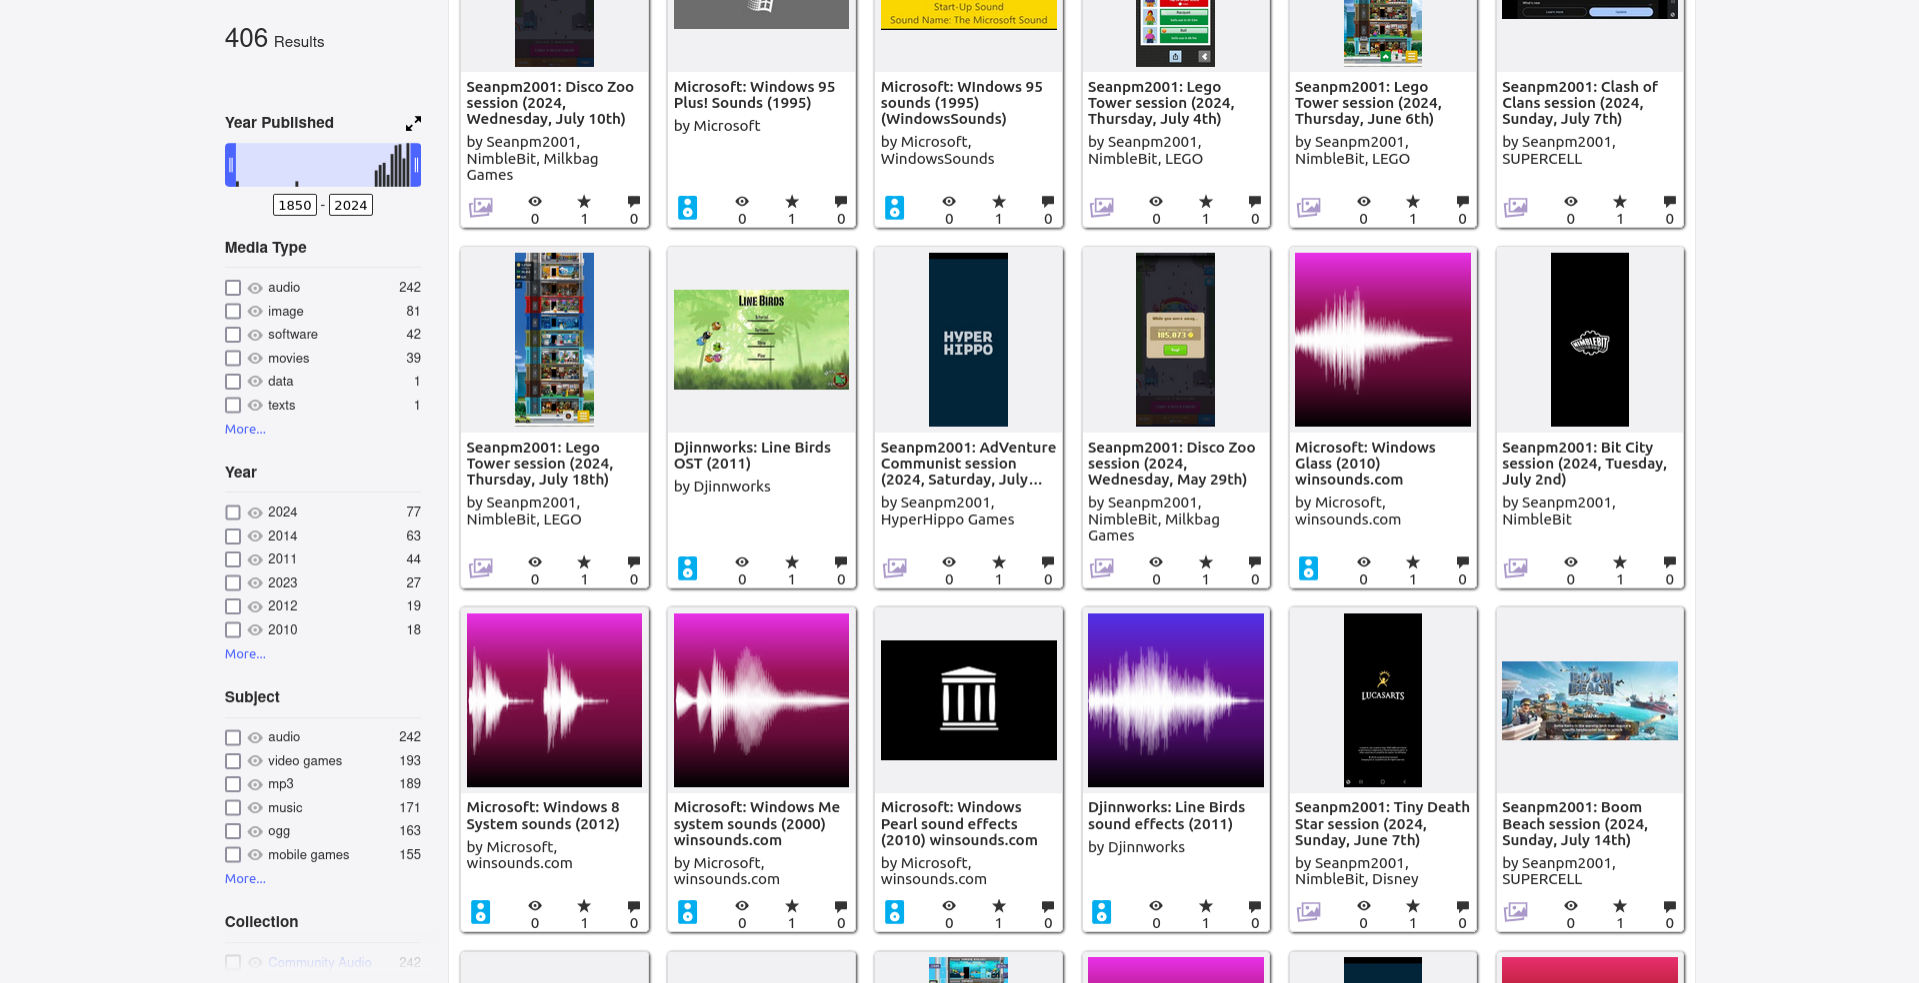 406 Results
Year Published
1850 - 2024
Media Type
audio 242
image 81
software 42
movies 39
data 1
texts 1
More...
Year
2024 77
2014 63
2011 44
2023 27
2012 19
2010 18
More...
Subject
audio 242
video games 193
mp3 189
music 171
ogg 163
mobile games 155
More...
Collection
Community Audio 242
Start-Up Sound
Sound Name: The Microsoft Sound
Seanpm2001: Disco Zoo
session (2024,
Wednesday, July 10th)
by Seanpm2001,
NimbleBit, Milkbag
Games
0 1 0
Microsoft: Windows 95
Plus! Sounds (1995)
by Microsoft
0 1 0
Microsoft: WIndows 95
sounds (1995)
(WindowsSounds)
by Microsoft,
WindowsSounds
0 1 0
Seanpm2001: Lego
Tower session (2024,
Thursday, July 4th)
by Seanpm2001,
NimbleBit, LEGO
0 1 0
Seanpm2001: Lego
Tower session (2024,
Thursday, June 6th)
by Seanpm2001,
NimbleBit, LEGO
0 1 0
Seanpm2001: Clash of
Clans session (2024,
Sunday, July 7th)
by Seanpm2001,
SUPERCELL
0 1 0
Seanpm2001: Lego
Tower session (2024,
Thursday, July 18th)
by Seanpm2001,
NimbleBit, LEGO
0 1 0
LINE BIRDS
Djinnworks: Line Birds
OST (2011)
by Djinnworks
0 1 0
HYPER
HIPPO
Seanpm2001: AdVenture
Communist session
(2024, Saturday, July...
by Seanpm2001,
HyperHippo Games
0 1 0
While you were away...
185,073
Seanpm2001: Disco Zoo
session (2024,
Wednesday, May 29th)
by Seanpm2001,
NimbleBit, Milkbag
Games
0 1 0
Microsoft: Windows
Glass (2010)
winsounds.com
by Microsoft,
winsounds.com
0 1 0
NIMBLEBIT
Seanpm2001: Bit City
session (2024, Tuesday,
July 2nd)
by Seanpm2001,
NimbleBit
0 1 0
Microsoft: Windows 8
System sounds (2012)
by Microsoft,
winsounds.com
0 1 0
Microsoft: Windows Me
system sounds (2000)
winsounds.com
by Microsoft,
winsounds.com
0 1 0
Microsoft: Windows
Pearl sound effects
(2010) winsounds.com
by Microsoft,
winsounds.com
0 1 0
Djinnworks: Line Birds
sound effects (2011)
by Djinnworks
0 1 0
LUCASARTS
Seanpm2001: Tiny Death
Star session (2024,
Sunday, June 7th)
by Seanpm2001,
NimbleBit, Disney
0 1 0
BOOM
BEACH
Seanpm2001: Boom
Beach session (2024,
Sunday, July 14th)
by Seanpm2001,
SUPERCELL
0 1 0